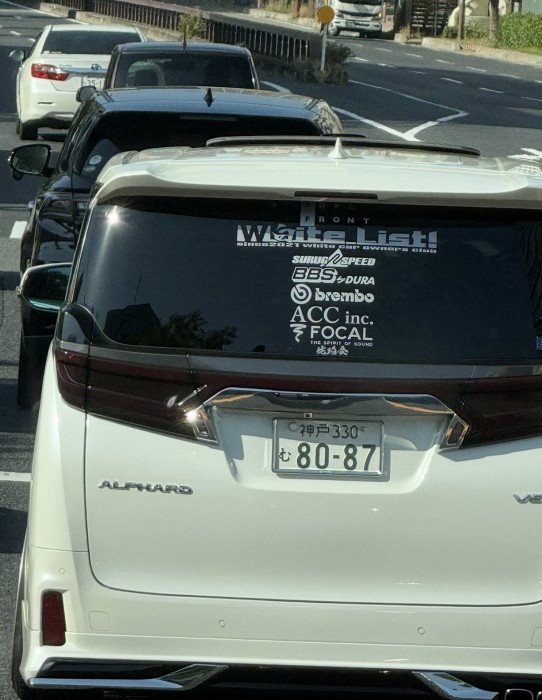 FRONT
White List!
since2021 white car owners club
SURUGA SPEED
BBS by DURA
brembo
ACC inc.
FOCAL
THE SPIRIT OF SOUND
神戸 330
む 80-87
ALPHARD